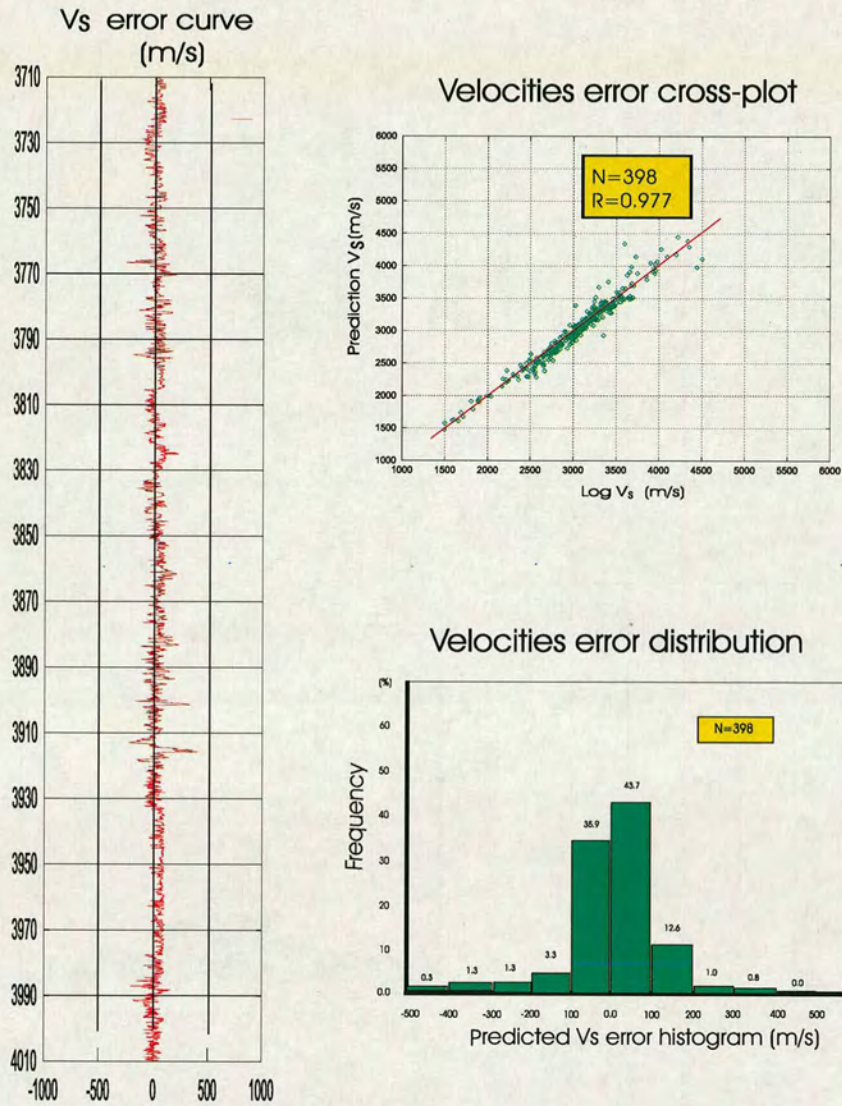 Vs error curve
(m/s)
3710
3730
3750
3770
3790
3810
3830
3850
3870
3890
3910
3930
3950
3970
3990
4010
-1000 -500 0 500 1000
Velocities error cross-plot
6000
5500
5000
4500
4000
3500
3000
2500
2000
1500
1000
Prediction Vs(m/s)
N=398
R=0.977
1000 1500 2000 2500 3000 3500 4000 4500 5000 5500 6000
Log Vs (m/s)
Velocities error distribution
(%)
60
50
40
30
20
10
0.0
Frequency
N=398
0.3 1.3 1.3 3.3 35.9 43.7 12.6 1.0 0.8 0.0
-500 -400 -300 -200 100 0.0 100 200 300 400 500
Predicted Vs error histogram (m/s)